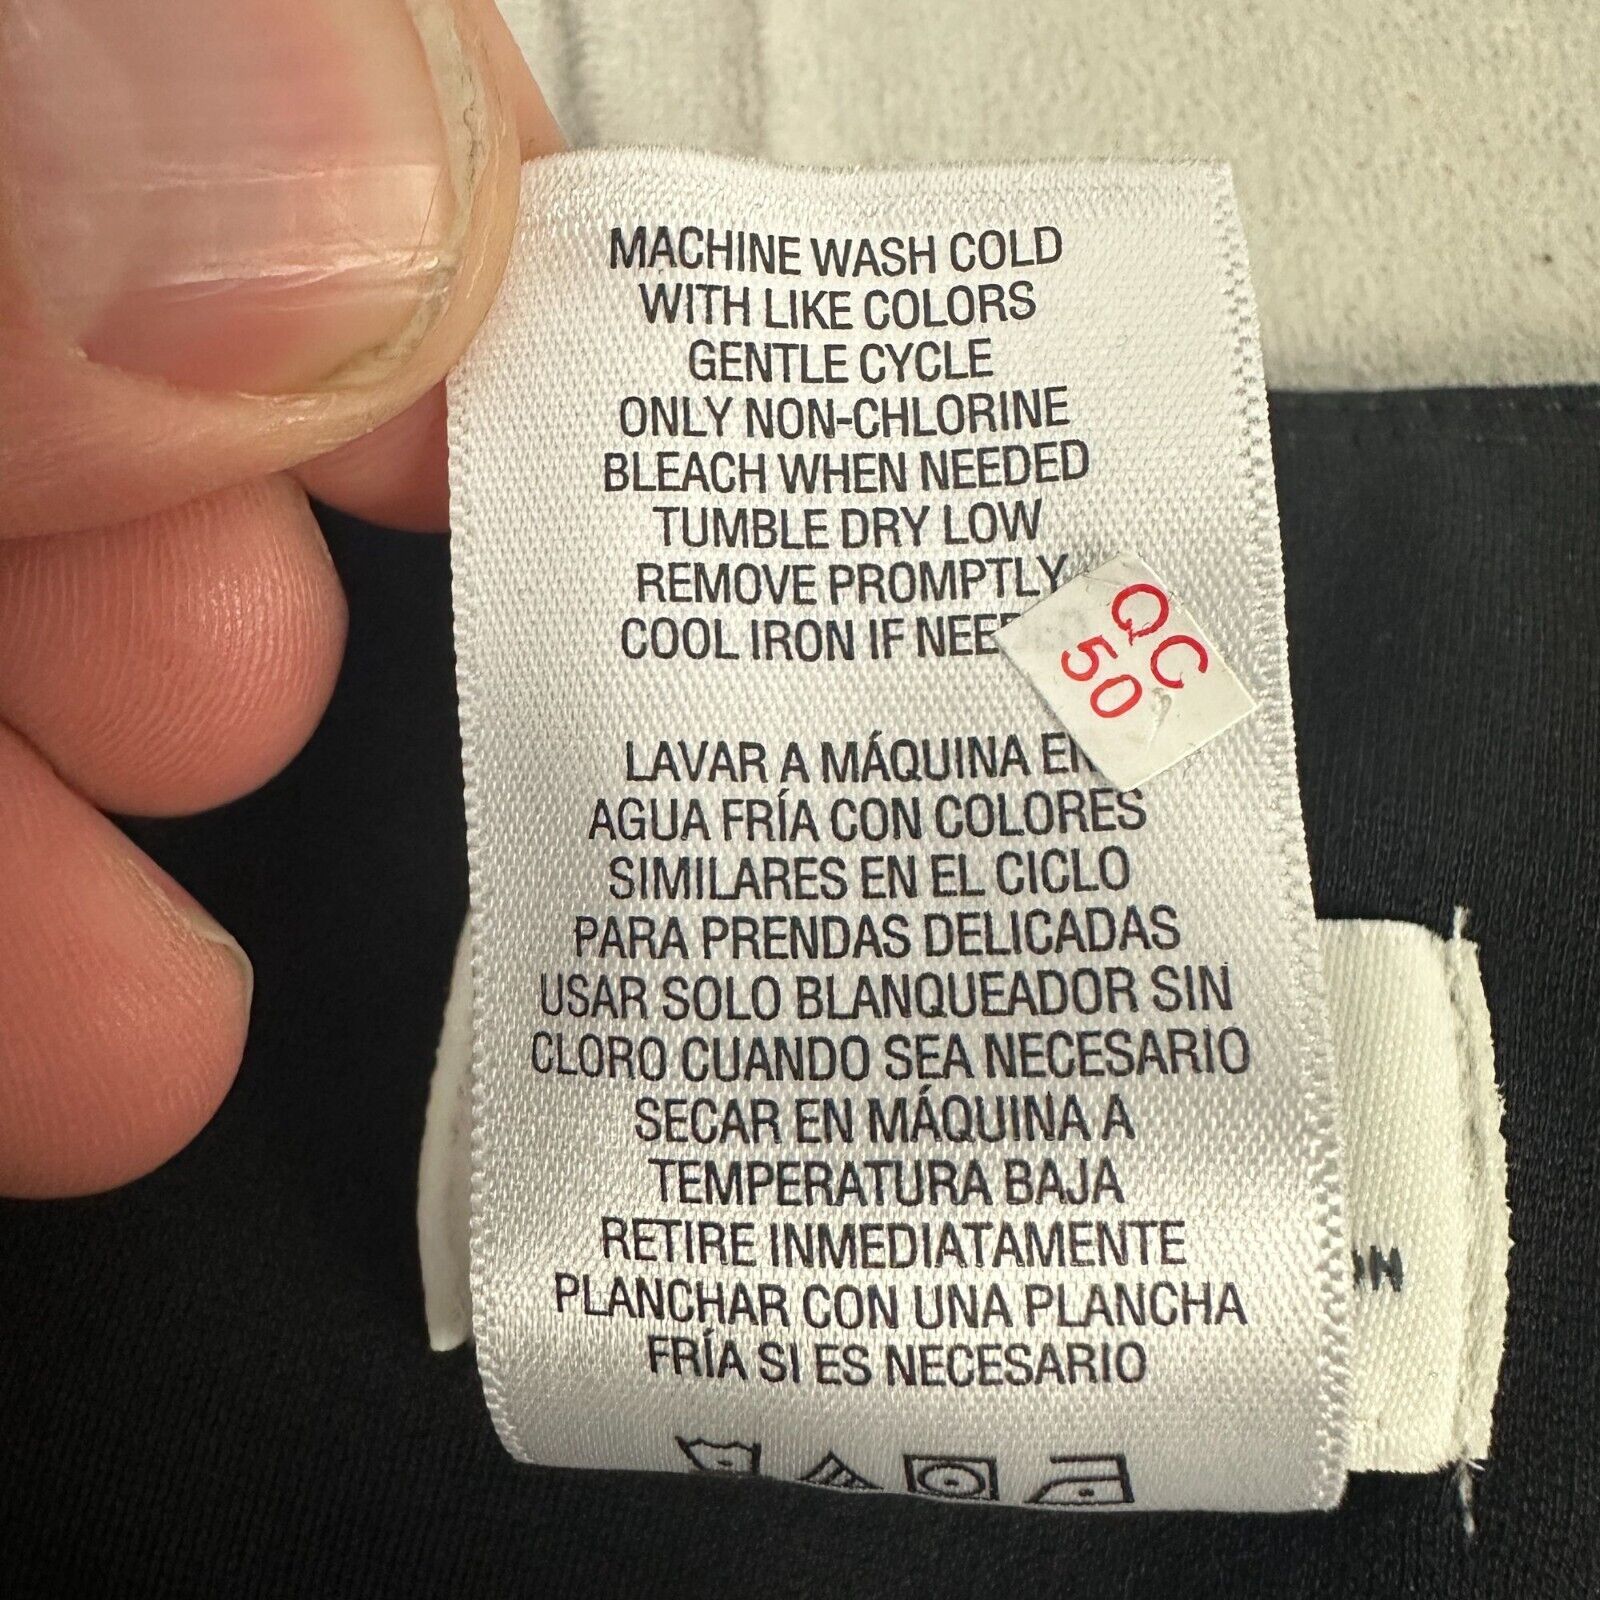 MACHINE WASH COLD
WITH LIKE COLORS
GENTLE CYCLE
ONLY NON-CHLORINE
BLEACH WHEN NEEDED
TUMBLE DRY LOW
REMOVE PROMPTLY
COOL IRON IF
QC
50
LAVAR A MÁQUINA EN
AGUA FRÍA CON COLORES
SIMILARES EN EL CICLO
PARA PRENDAS DELICADAS
USAR SOLO BLANQUEADOR SIN
CLORO CUANDO SEA NECESARIO
SECAR EN MÁQUINA A
TEMPERATURA BAJA
RETIRE INMEDIATAMENTE
PLANCHAR CON UNA PLANCHA
FRÍA SI ES NECESARIO